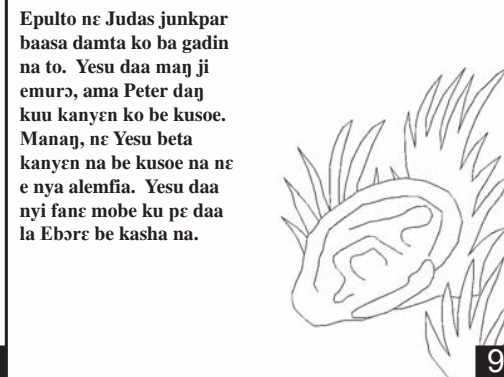 Epulto nɛ Judas junkpar
baasa damta ko ba gadin
na to.  Yesu daa maŋ ji
emurɔ, ama Peter daŋ
kuu kanyɛn ko be kusoe.
Manaŋ, nɛ Yesu beta
kanyɛn na be kusoe na nɛ
e nya alemfia.  Yesu daa
nyi fanɛ mobe ku pɛ daa
la Ebɔrɛ be kasha na.
9